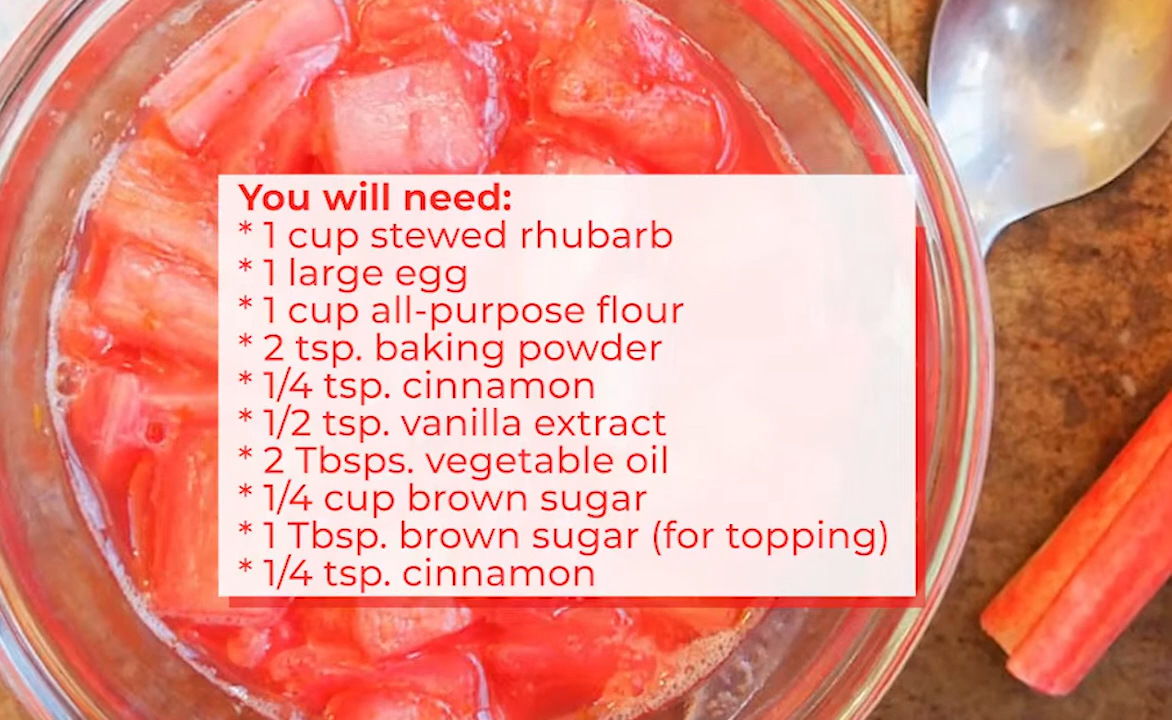 You will need:
* 1 cup stewed rhubarb
* 1 large egg
* 1 cup all-purpose flour
* 2 tsp. baking powder
* 1/4 tsp. cinnamon
* 1/2 tsp. vanilla extract
* 2 Tbsps. vegetable oil
* 1/4 cup brown sugar
* 1 Tbsp. brown sugar (for topping)
* 1/4 tsp. cinnamon